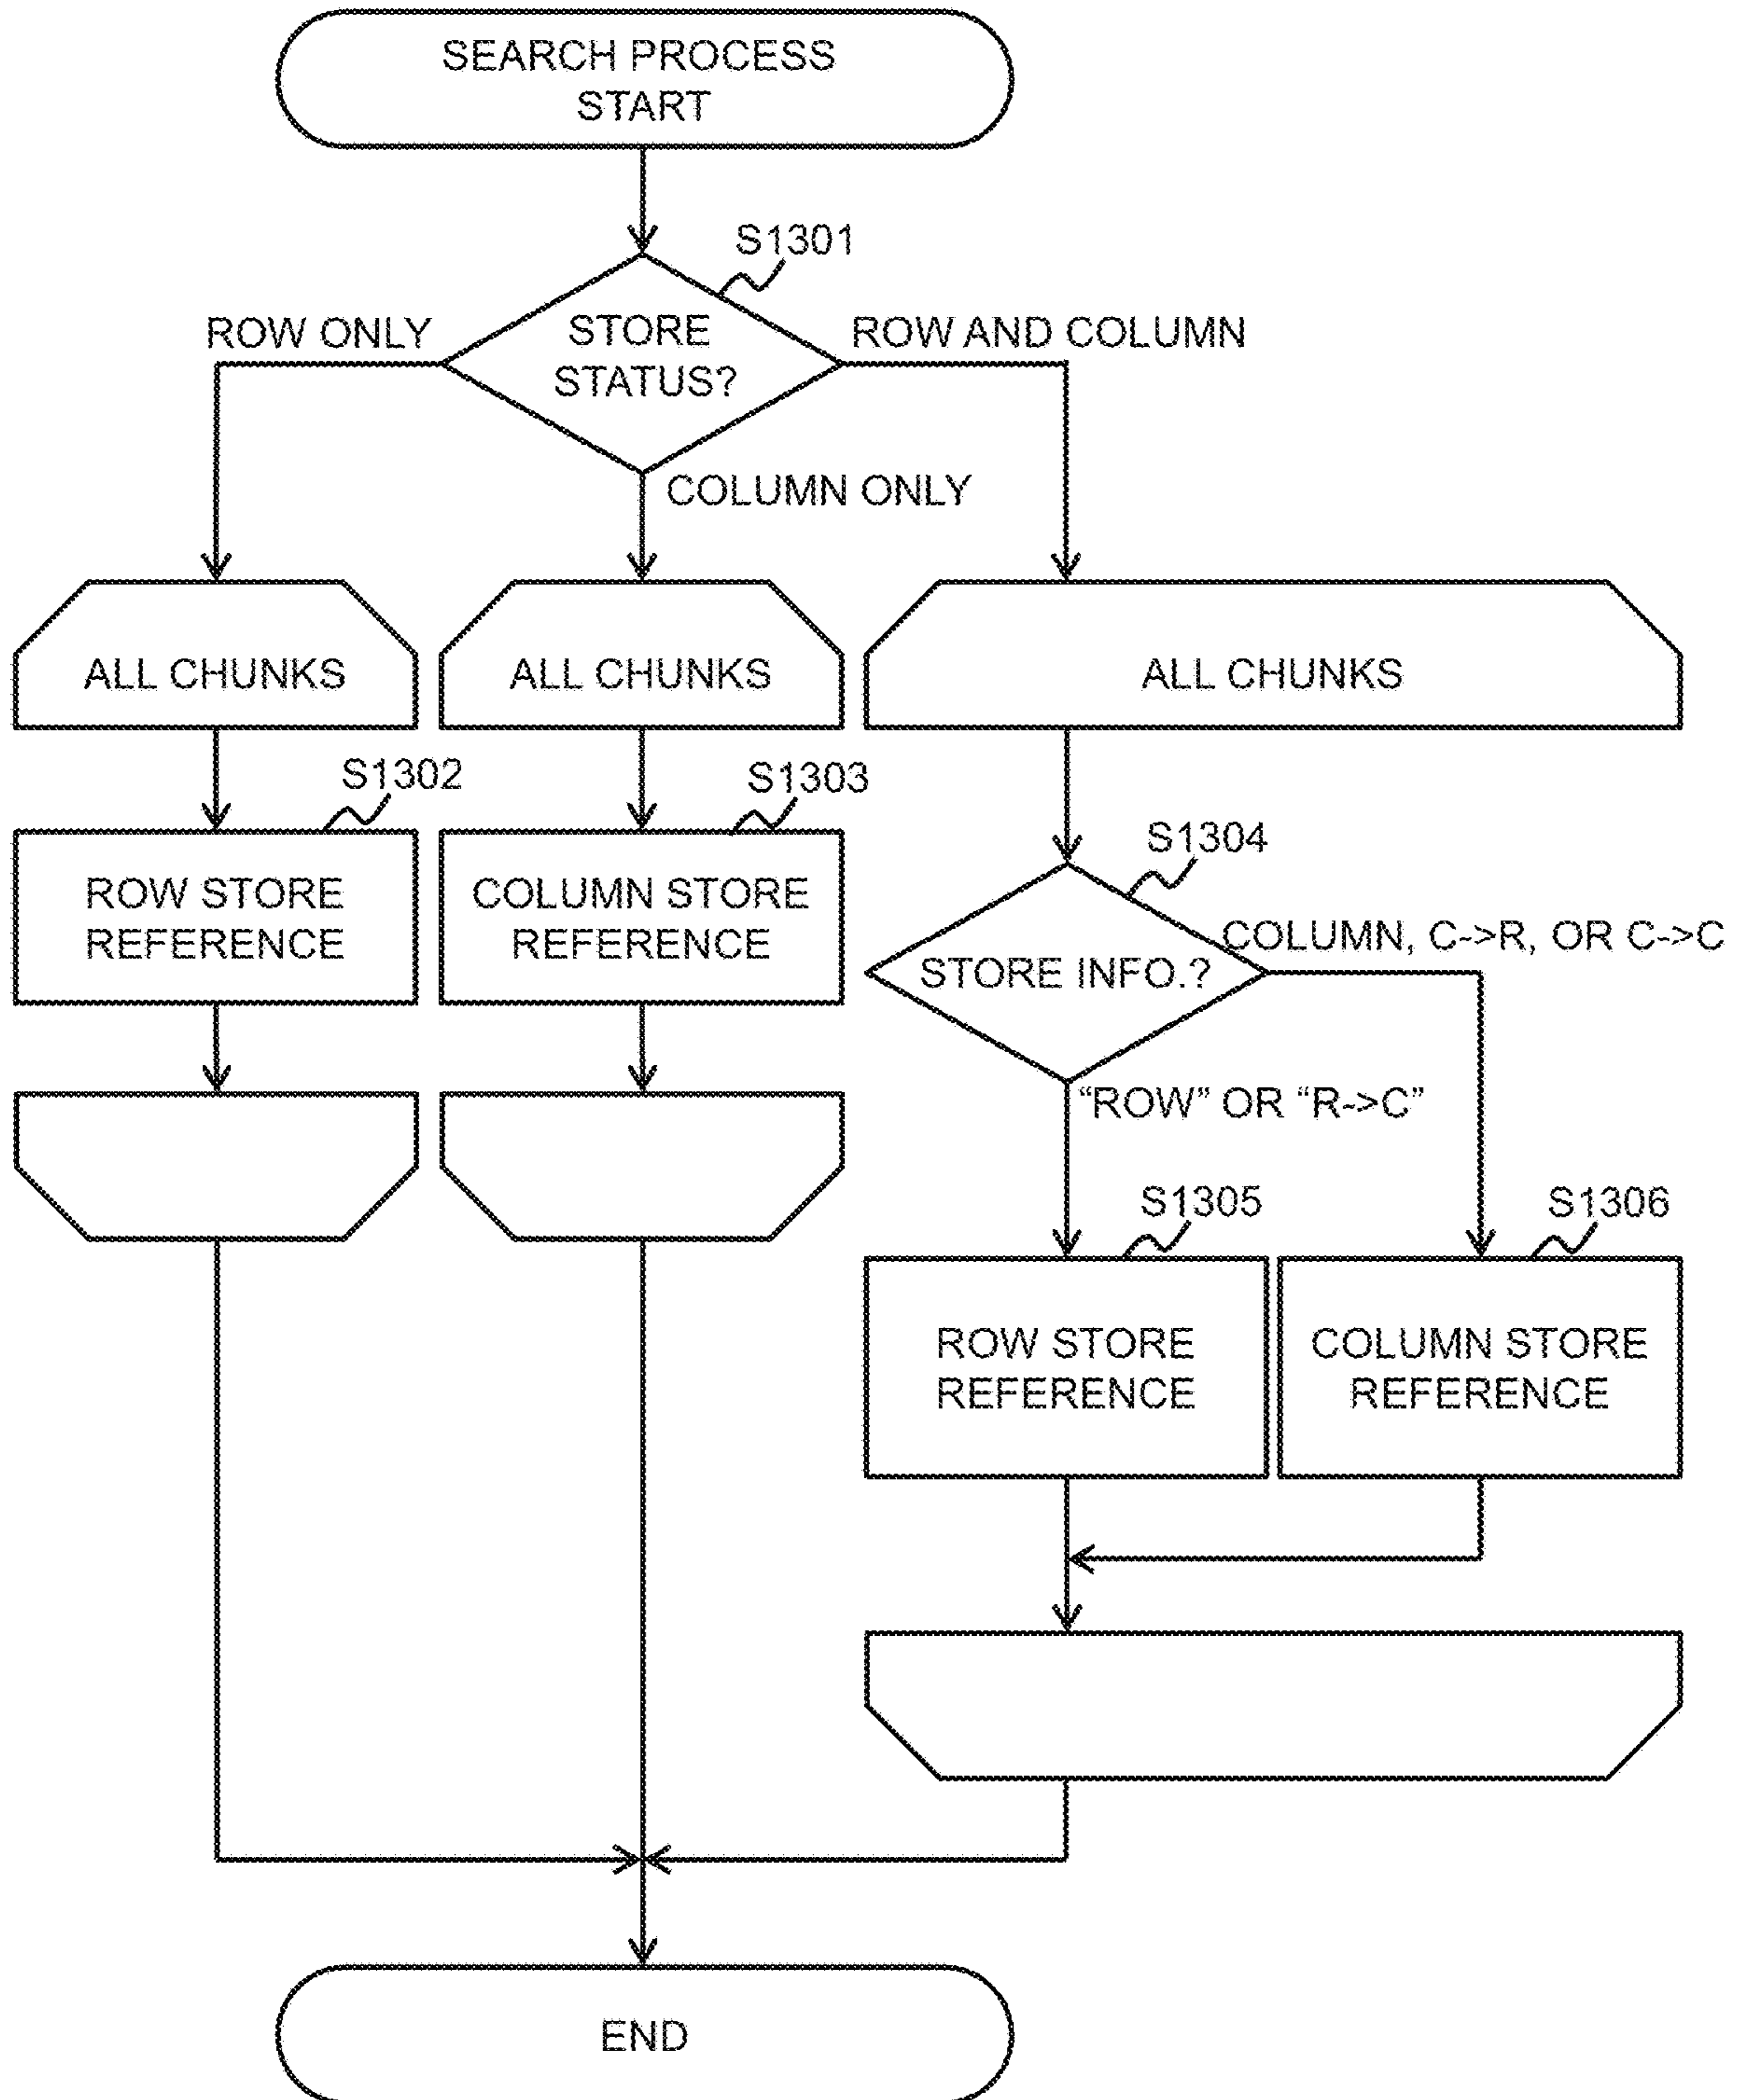 SEARCH PROCESS
START
S1301
ROW ONLY
STORE
STATUS?
ROW AND COLUMN
COLUMN ONLY
ALL CHUNKS
ALL CHUNKS
ALL CHUNKS
S1302
S1303
ROW STORE
REFERENCE
COLUMN STORE
REFERENCE
S1304
STORE INFO.?
COLUMN, C->R, OR C->C
“ROW” OR “R->C”
S1305
S1306
ROW STORE
REFERENCE
COLUMN STORE
REFERENCE
END